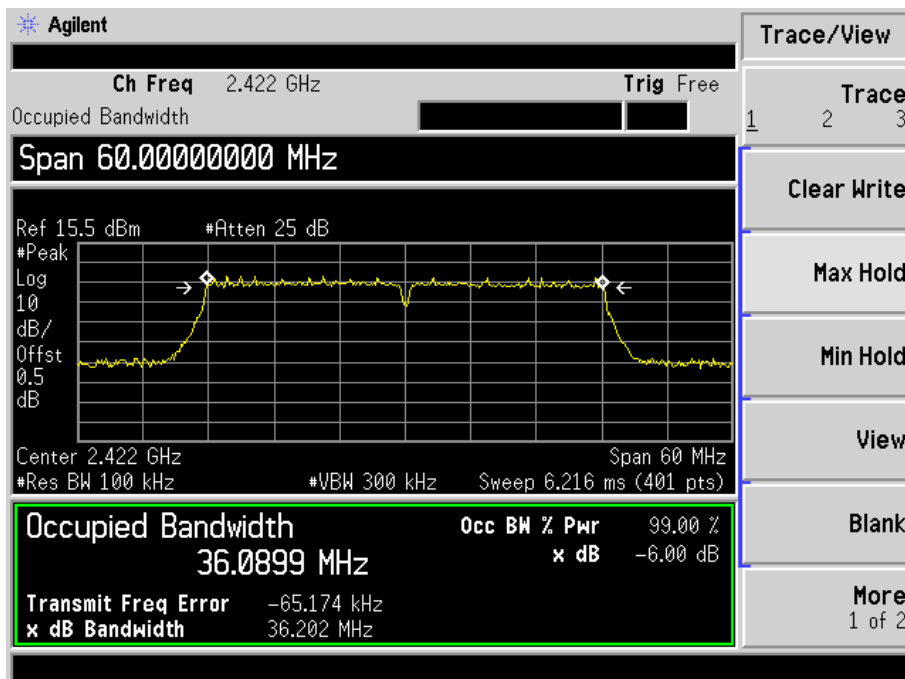 Agilent
Trace/View
Ch Freq 2.422 GHz Trig Free
Occupied Bandwidth
Trace
1 2 3
Span 60.00000000 MHz
Clear Write
Ref 15.5 dBm #Atten 25 dB
#Peak
Log
10
dB/
Offst
0.5
dB
Max Hold
Min Hold
Center 2.422 GHz Span 60 MHz
#Res BW 100 kHz #VBW 300 kHz Sweep 6.216 ms (401 pts)
View
Occupied Bandwidth Occ BW % Pwr 99.00 %
36.0899 MHz x dB -6.00 dB
Blank
Transmit Freq Error -65.174 kHz
x dB Bandwidth 36.202 MHz
More
1 of 2